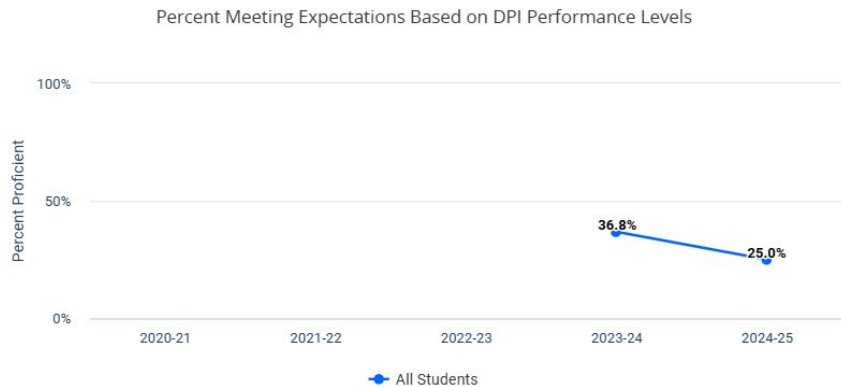 Percent Meeting Expectations Based on DPI Performance Levels
100%
Percent Proficient
50%
36.8%
25.0%
0%
2020-21 2021-22 2022-23 2023-24 2024-25
All Students